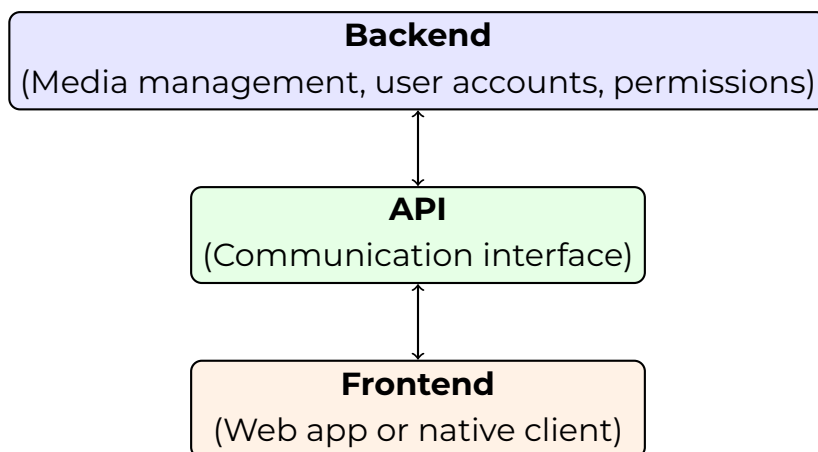 Backend
(Media management, user accounts, permissions)
API
(Communication interface)
Frontend
(Web app or native client)